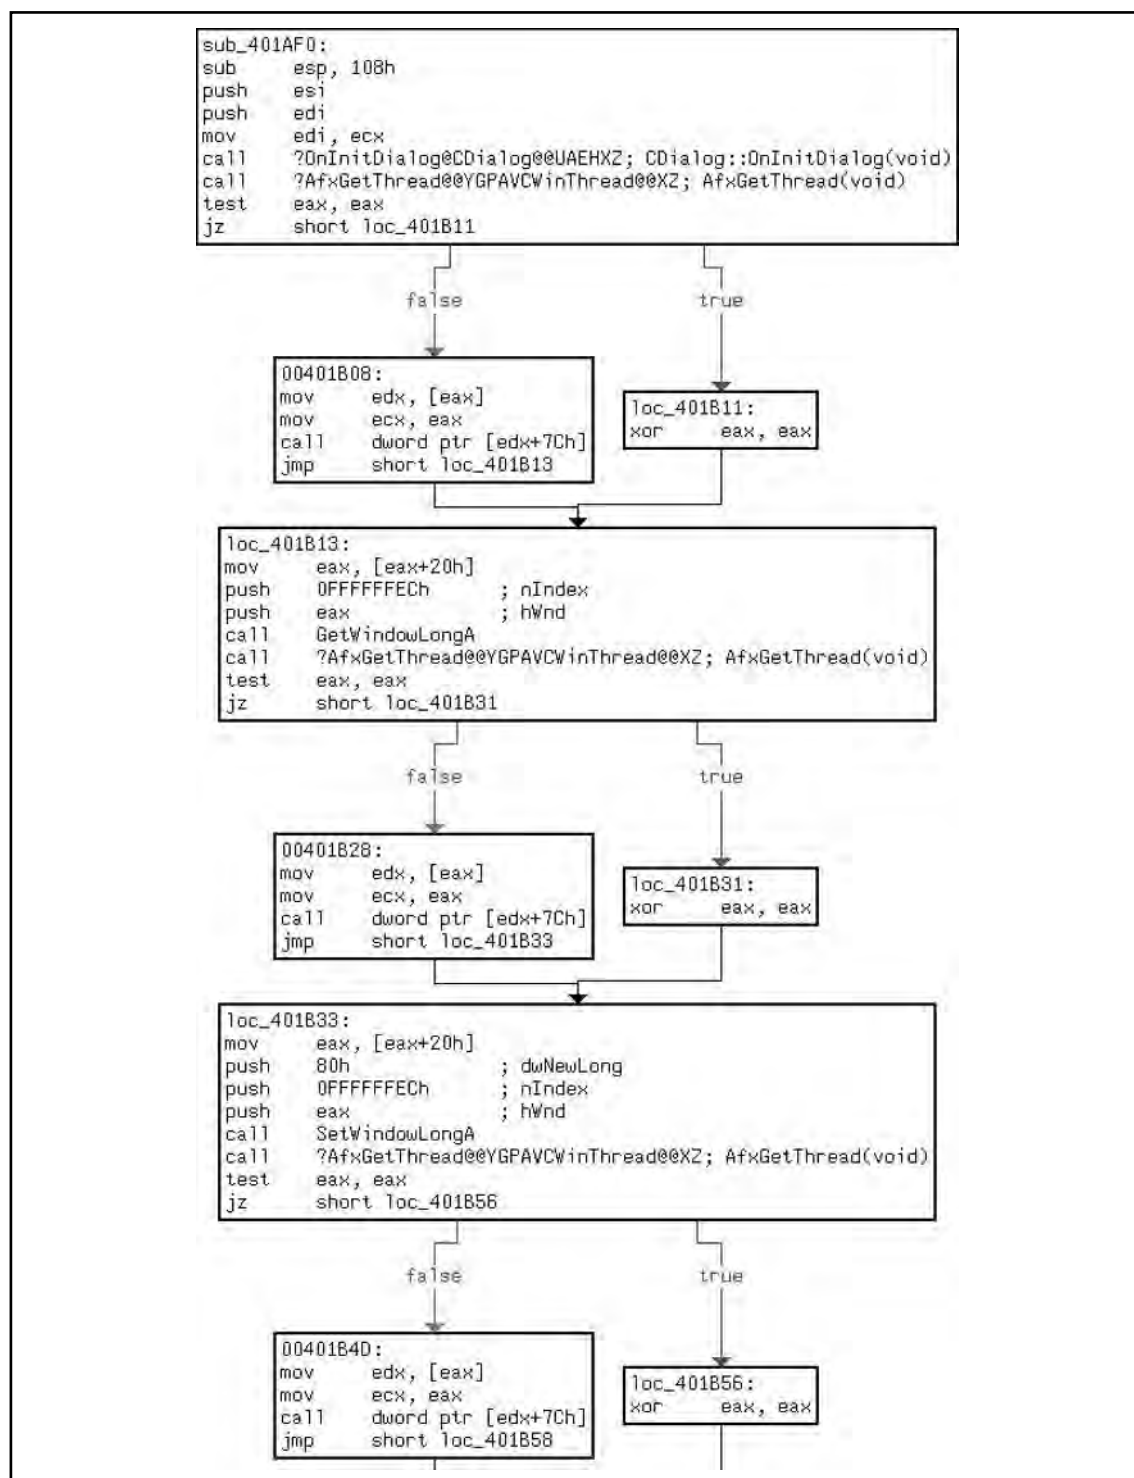 sub_401AF0:
sub esp, 108h
push esi
push edi
mov edi, ecx
call ?OnInitDialog@CDialog@@UAEHXZ; CDialog::OnInitDialog(void)
call ?AfxGetThread@@YGPAVCWinThread@@XZ; AfxGetThread(void)
test eax, eax
jz short loc_401B11
false true
00401B08:
mov edx, [eax]
mov ecx, eax
call dword ptr [edx+7Ch]
jmp short loc_401B13
loc_401B11:
xor eax, eax
loc_401B13:
mov eax, [eax+20h]
push 0FFFFFFECh ; nIndex
push eax ; hWnd
call GetWindowLongA
call ?AfxGetThread@@YGPAVCWinThread@@XZ; AfxGetThread(void)
test eax, eax
jz short loc_401B31
false true
00401B28:
mov edx, [eax]
mov ecx, eax
call dword ptr [edx+7Ch]
jmp short loc_401B33
loc_401B31:
xor eax, eax
loc_401B33:
mov eax, [eax+20h]
push 80h ; dwNewLong
push 0FFFFFFECh ; nIndex
push eax ; hWnd
call SetWindowLongA
call ?AfxGetThread@@YGPAVCWinThread@@XZ; AfxGetThread(void)
test eax, eax
jz short loc_401B56
false true
00401B4D:
mov edx, [eax]
mov ecx, eax
call dword ptr [edx+7Ch]
jmp short loc_401B58
loc_401B56:
xor eax, eax